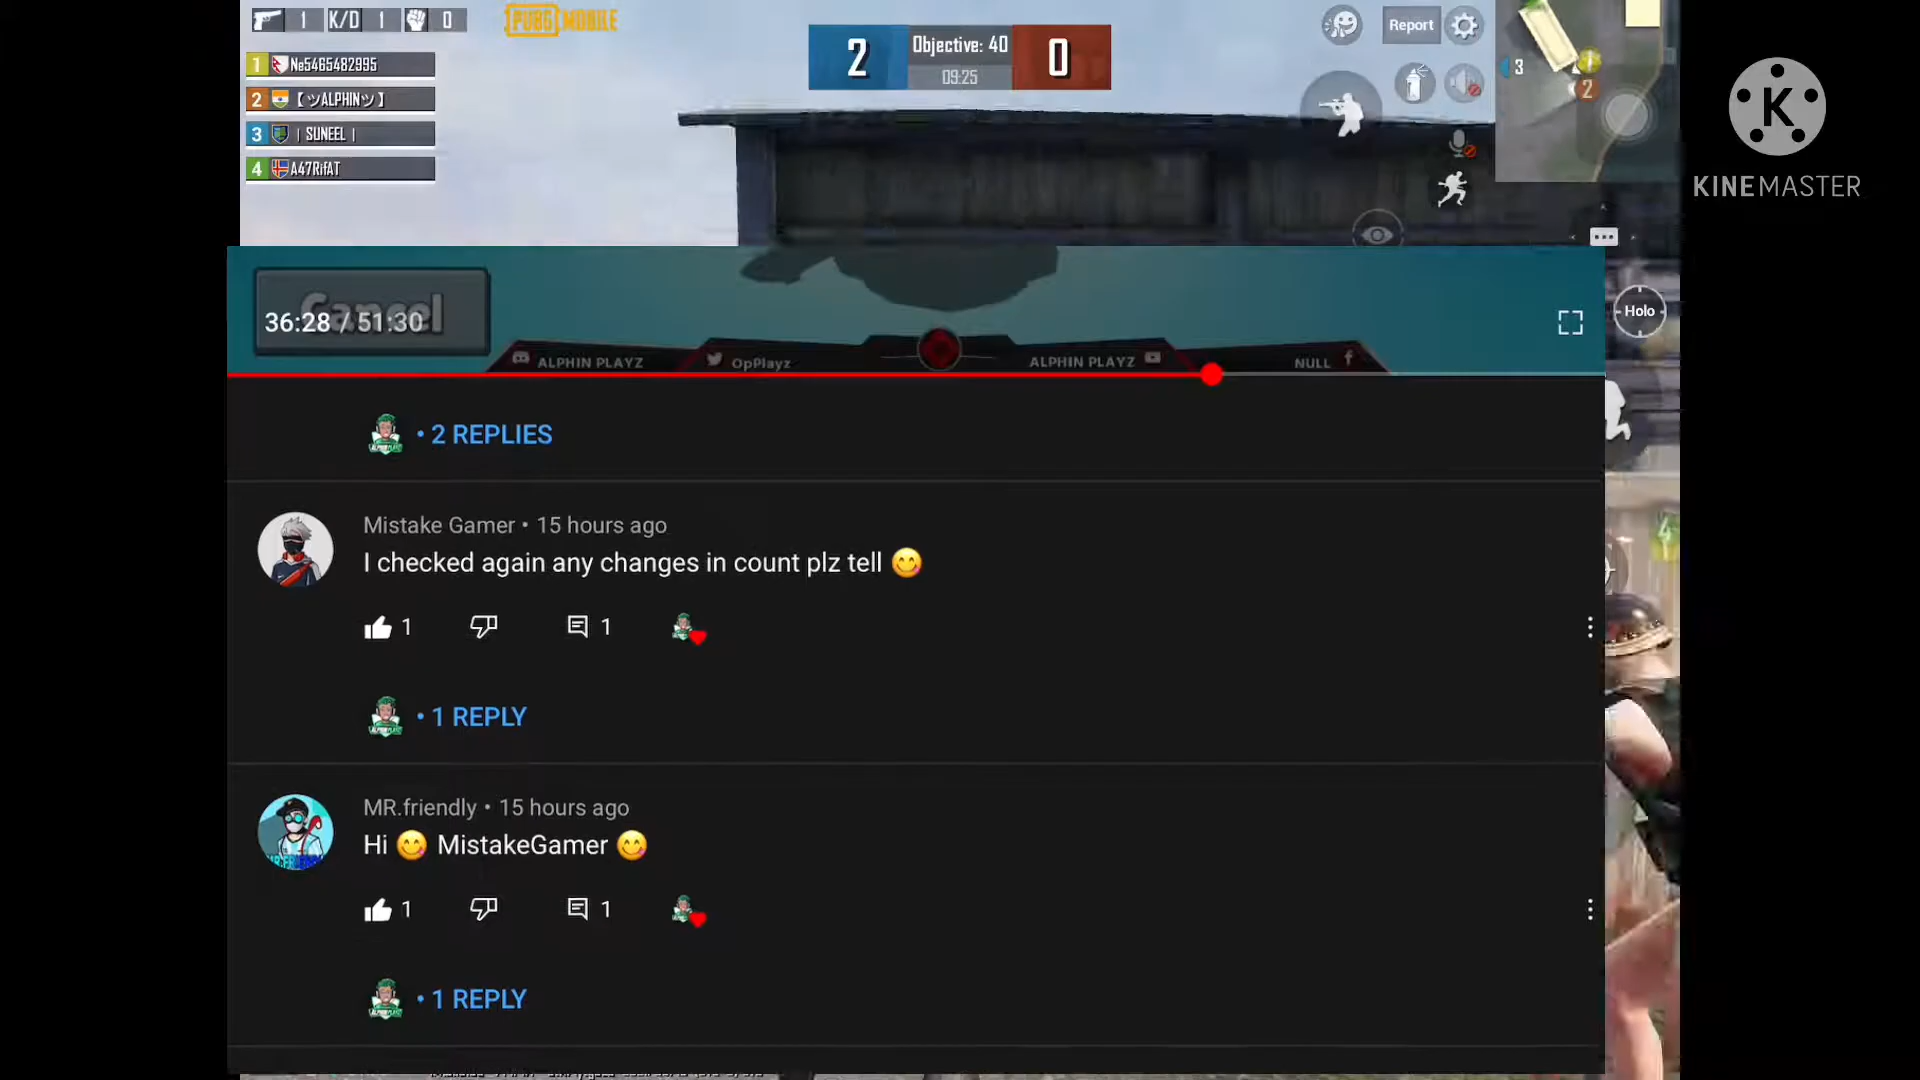 1 K/D 1 0
PUBG MOBILE
2 Objective: 40 0
09:25
Report
1 Ne5465482995
2 【ツALPHINツ】
3 | SUNEEL |
4 A47RifAT
3
2
K
KINEMASTER
Holo
Cancel
36:28 / 51:30
ALPHIN PLAYZ
OpPlayz
ALPHIN PLAYZ
NULL
• 2 REPLIES
Mistake Gamer • 15 hours ago
I checked again any changes in count plz tell 😋
1 1
• 1 REPLY
MR.friendly • 15 hours ago
Hi 😋 MistakeGamer 😋
1 1
• 1 REPLY
4